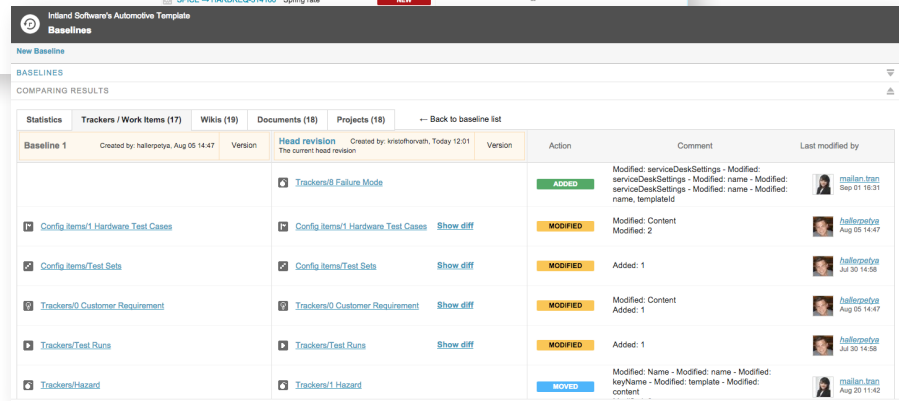 SPICE → HARDREQ-314160 Spring rate NEW
Intland Software's Automotive Template
Baselines
New Baseline
BASELINES
COMPARING RESULTS
Statistics Trackers / Work Items (17) Wikis (19) Documents (18) Projects (18) ← Back to baseline list
Baseline 1 Created by: hallerpetya, Aug 05 14:47 Version Head revision Created by: kristofhorvath, Today 12:01 Version Action Comment Last modified by
The current head revision
Trackers/8 Failure Mode ADDED
Modified: serviceDeskSettings - Modified:
serviceDeskSettings - Modified: name - Modified:
serviceDeskSettings - Modified: name - Modified:
name, templateId
mailan.tran
Sep 01 16:31
Config items/1 Hardware Test Cases Config items/1 Hardware Test Cases Show diff MODIFIED
Modified: Content
Modified: 2
hallerpetya
Aug 05 14:47
Config items/Test Sets Config items/Test Sets Show diff MODIFIED Added: 1
hallerpetya
Jul 30 14:58
Trackers/0 Customer Requirement Trackers/0 Customer Requirement Show diff MODIFIED
Modified: Content
Added: 1
hallerpetya
Aug 05 14:47
Trackers/Test Runs Trackers/Test Runs Show diff MODIFIED Added: 1
hallerpetya
Jul 30 14:58
Trackers/Hazard Trackers/1 Hazard MOVED
Modified: Name - Modified: name - Modified:
keyName - Modified: template - Modified:
content
mailan.tran
Aug 20 11:42